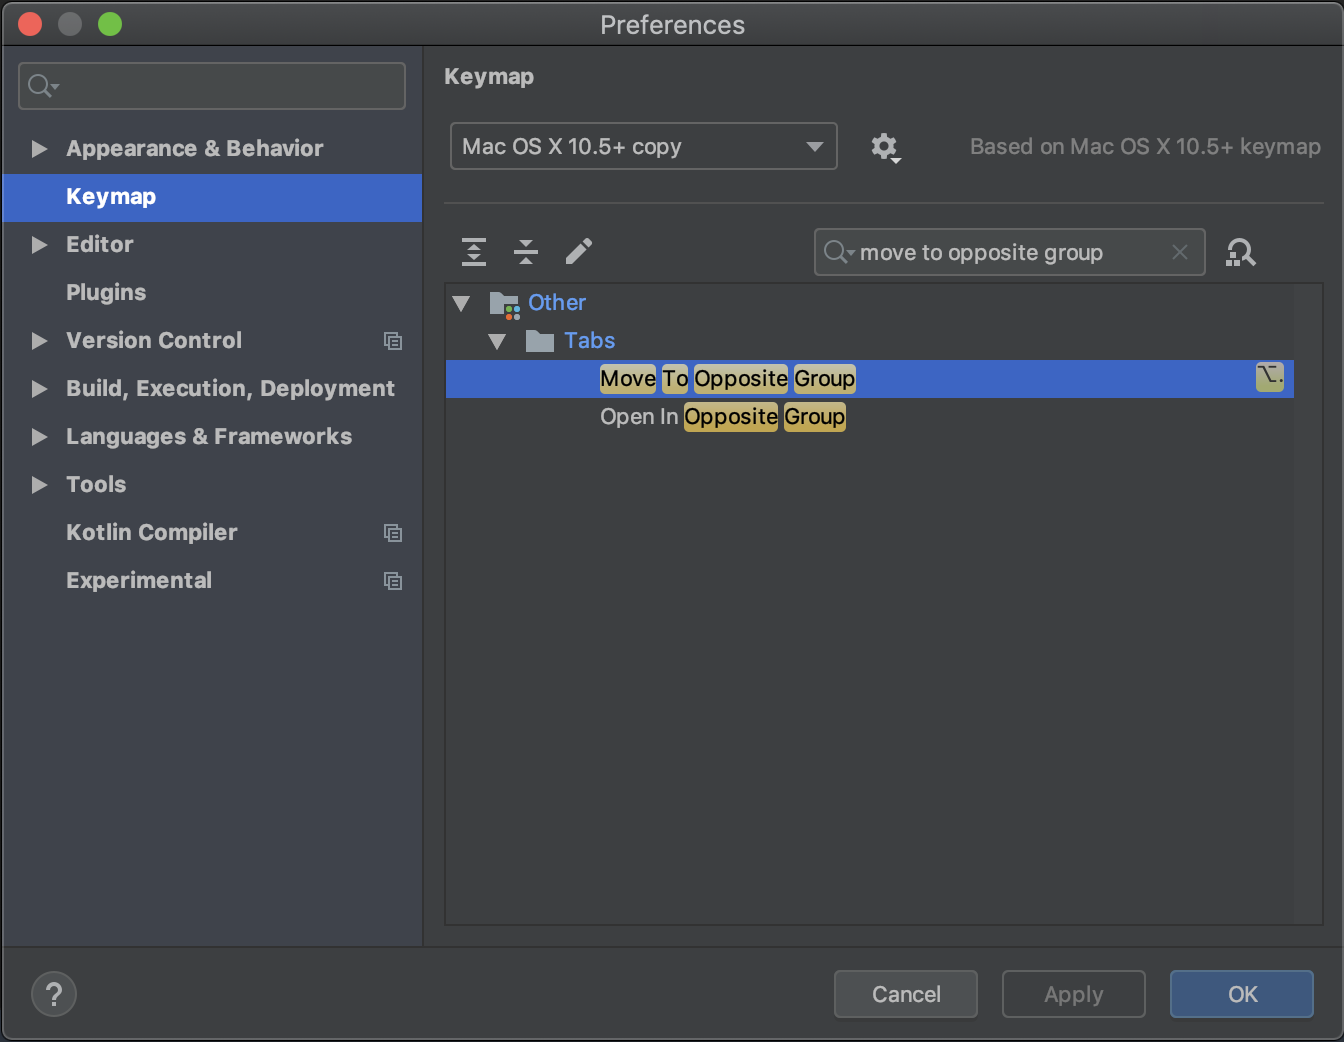 Preferences
Appearance & Behavior
Keymap
Editor
Plugins
Version Control
Build, Execution, Deployment
Languages & Frameworks
Tools
Kotlin Compiler
Experimental
Keymap
Mac OS X 10.5+ copy
Based on Mac OS X 10.5+ keymap
move to opposite group
Other
Tabs
Move To Opposite Group
⌥.
Open In Opposite Group
?
Cancel
Apply
OK